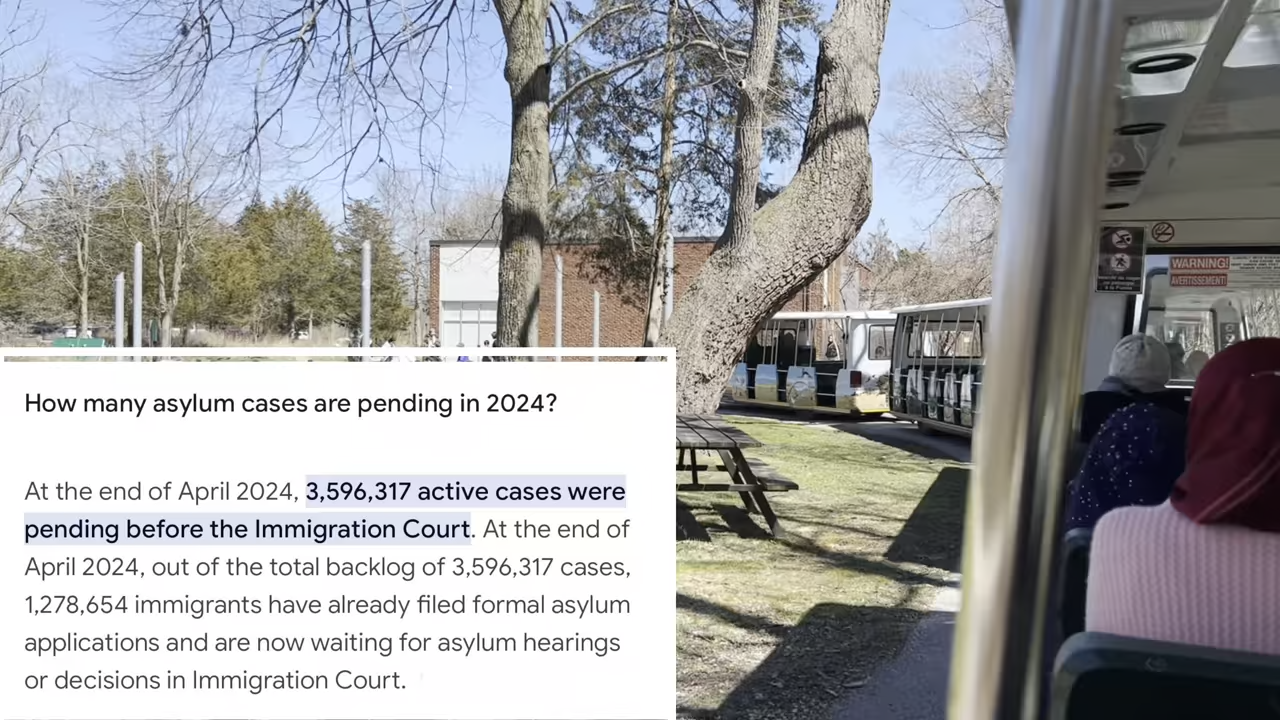 WARNING!
AVERTISSEMENT!
How many asylum cases are pending in 2024?
At the end of April 2024, 3,596,317 active cases were
pending before the Immigration Court. At the end of
April 2024, out of the total backlog of 3,596,317 cases,
1,278,654 immigrants have already filed formal asylum
applications and are now waiting for asylum hearings
or decisions in Immigration Court.